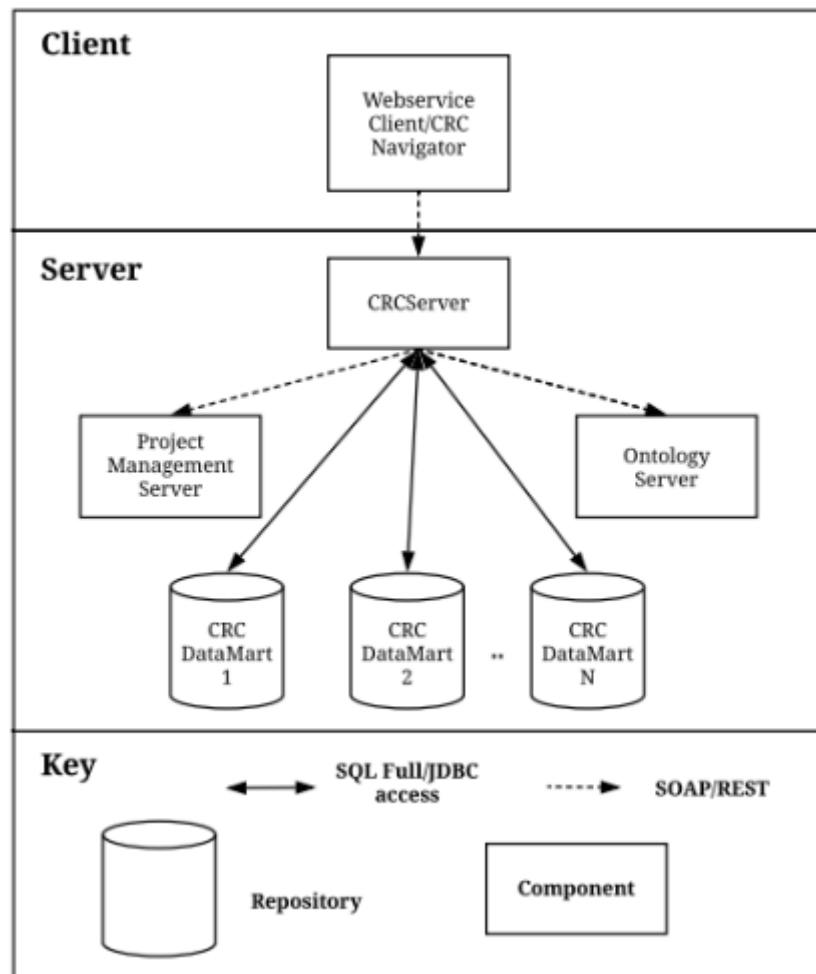 Client
Webservice
Client/CRC
Navigator
Server
CRCServer
Project
Management
Server
Ontology
Server
CRC
DataMart
1
CRC
DataMart
2
..
CRC
DataMart
N
Key
SQL Full/JDBC
access
SOAP/REST
Repository
Component